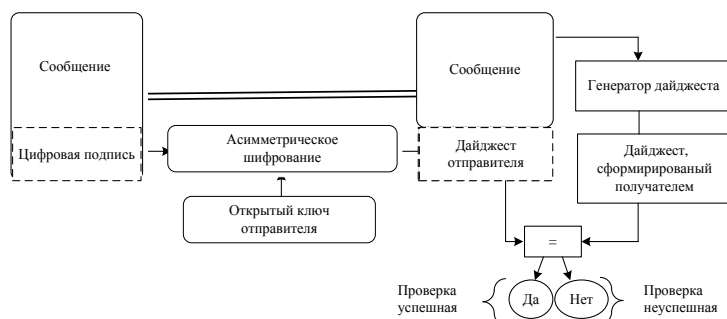 Сообщение
Цифровая подпись
Асимметрическое
шифрование
Открытый ключ
отправителя
Сообщение
Дайджест
отправителя
Генератор дайджеста
Дайджест,
сформирированый
получателем
=
Да
Нет
Проверка
успешная
Проверка
неуспешная